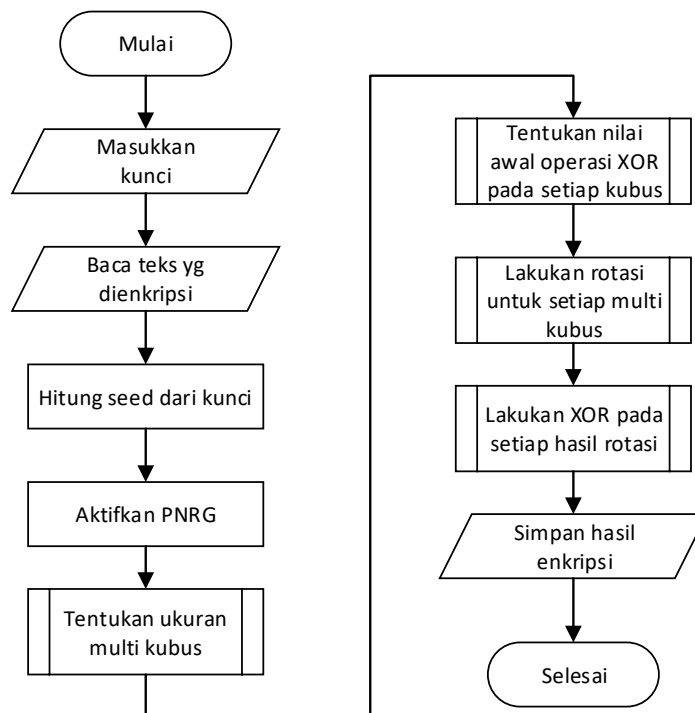 Mulai
Masukkan
kunci
Baca teks yg
dienkripsi
Hitung seed dari kunci
Aktifkan PNRG
Tentukan ukuran
multi kubus
Tentukan nilai
awal operasi XOR
pada setiap kubus
Lakukan rotasi
untuk setiap multi
kubus
Lakukan XOR pada
setiap hasil rotasi
Simpan hasil
enkripsi
Selesai